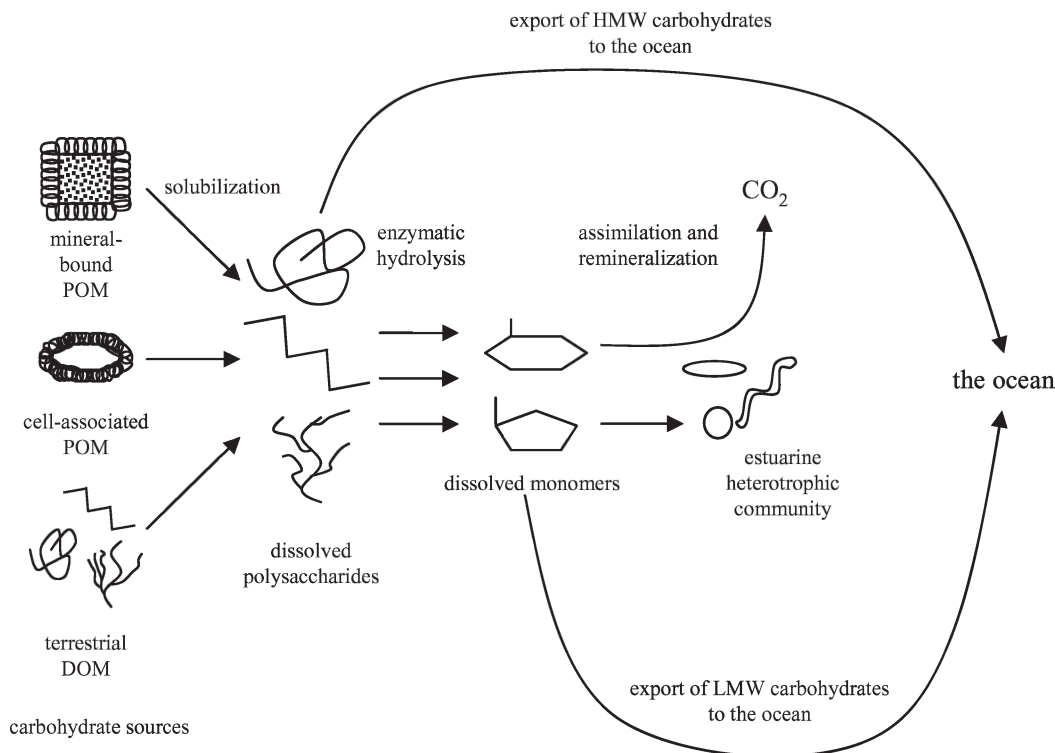 export of HMW carbohydrates
to the ocean
solubilization
mineral-
bound
POM
enzymatic
hydrolysis
assimilation and
remineralization
CO₂
cell-associated
POM
the ocean
dissolved monomers
estuarine
heterotrophic
community
dissolved
polysaccharides
terrestrial
DOM
export of LMW carbohydrates
to the ocean
carbohydrate sources